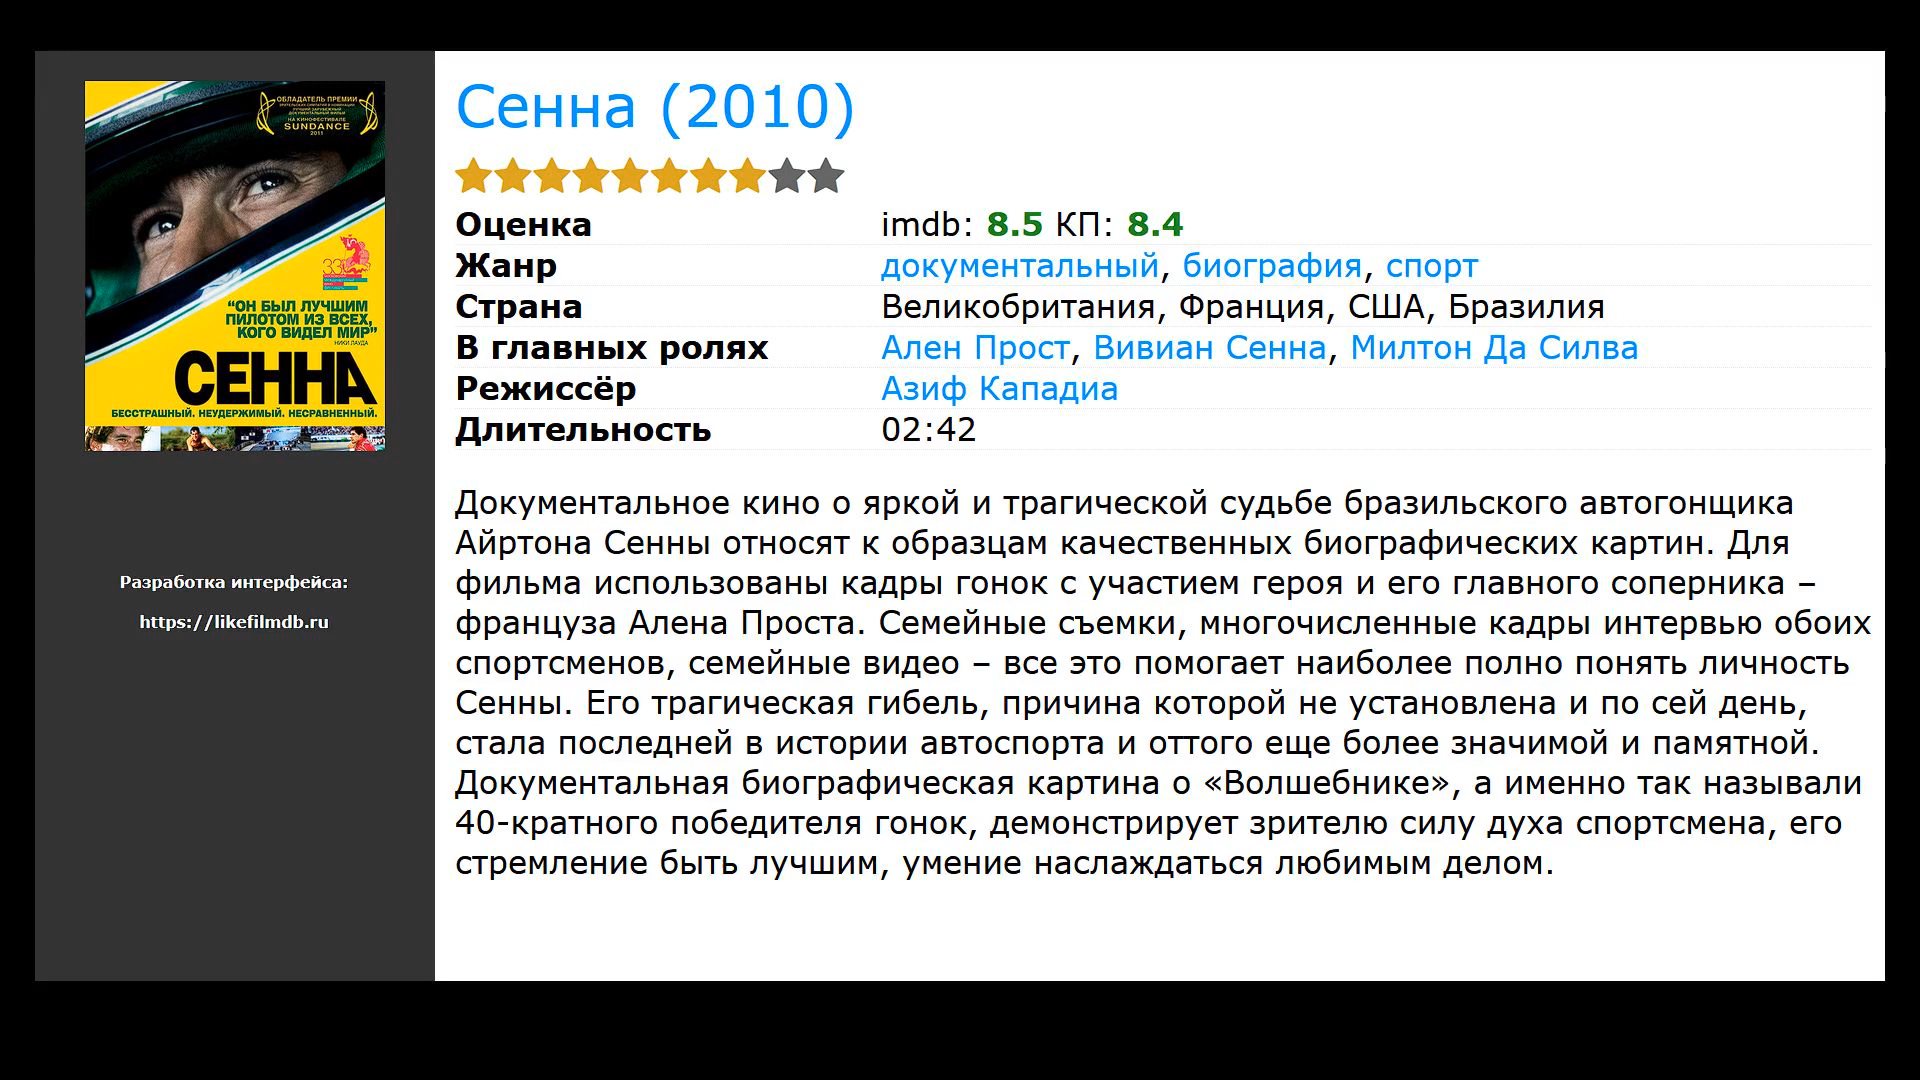 ОБЛАДАТЕЛЬ ПРЕМИИ
НА КИНОФЕСТИВАЛЕ
SUNDANCE
2011
“ОН БЫЛ ЛУЧШИМ
ПИЛОТОМ ИЗ ВСЕХ,
КОГО ВИДЕЛ МИР”
НИКИ ЛАУДА
СЕННА
БЕССТРАШНЫЙ. НЕУДЕРЖИМЫЙ. НЕСРАВНЕННЫЙ.
Разработка интерфейса:
https://likefilmdb.ru
Сенна (2010)
Оценка imdb: 8.5 КП: 8.4
Жанр документальный, биография, спорт
Страна Великобритания, Франция, США, Бразилия
В главных ролях Ален Прост, Вивиан Сенна, Милтон Да Силва
Режиссёр Азиф Кападиа
Длительность 02:42
Документальное кино о яркой и трагической судьбе бразильского автогонщика
Айртона Сенны относят к образцам качественных биографических картин. Для
фильма использованы кадры гонок с участием героя и его главного соперника –
француза Алена Проста. Семейные съемки, многочисленные кадры интервью обоих
спортсменов, семейные видео – все это помогает наиболее полно понять личность
Сенны. Его трагическая гибель, причина которой не установлена и по сей день,
стала последней в истории автоспорта и оттого еще более значимой и памятной.
Документальная биографическая картина о «Волшебнике», а именно так называли
40-кратного победителя гонок, демонстрирует зрителю силу духа спортсмена, его
стремление быть лучшим, умение наслаждаться любимым делом.